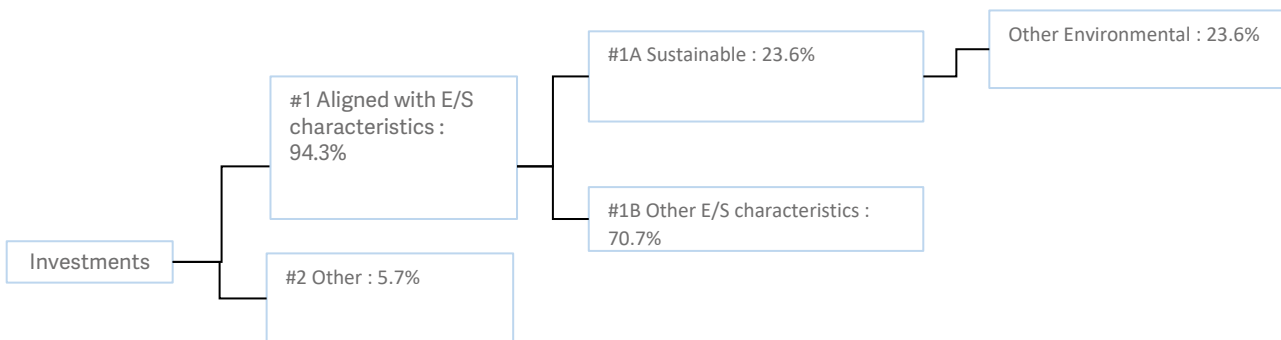 Other Environmental : 23.6%
#1A Sustainable : 23.6%
#1 Aligned with E/S
characteristics :
94.3%
#1B Other E/S characteristics :
70.7%
Investments
#2 Other : 5.7%